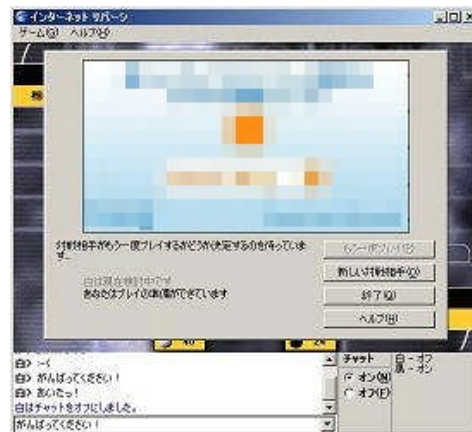 インターネット リバーシ
ゲーム(G) ヘルプ(H)
対戦相手がもう一度プレイするかどうか決定するのを待っていま
す...
白は現在検討中です
あなたはプレイの準備ができています
もう一度プレイ(P)
新しい対戦相手(O)
終了(Q)
ヘルプ(H)
40
24
白> :-(
白> がんばってください!
白> あいたっ!
白はチャットをオフにしました。
がんばってください!
チャット
オン(N)
オフ(F)
白 - オフ
黒 - オン